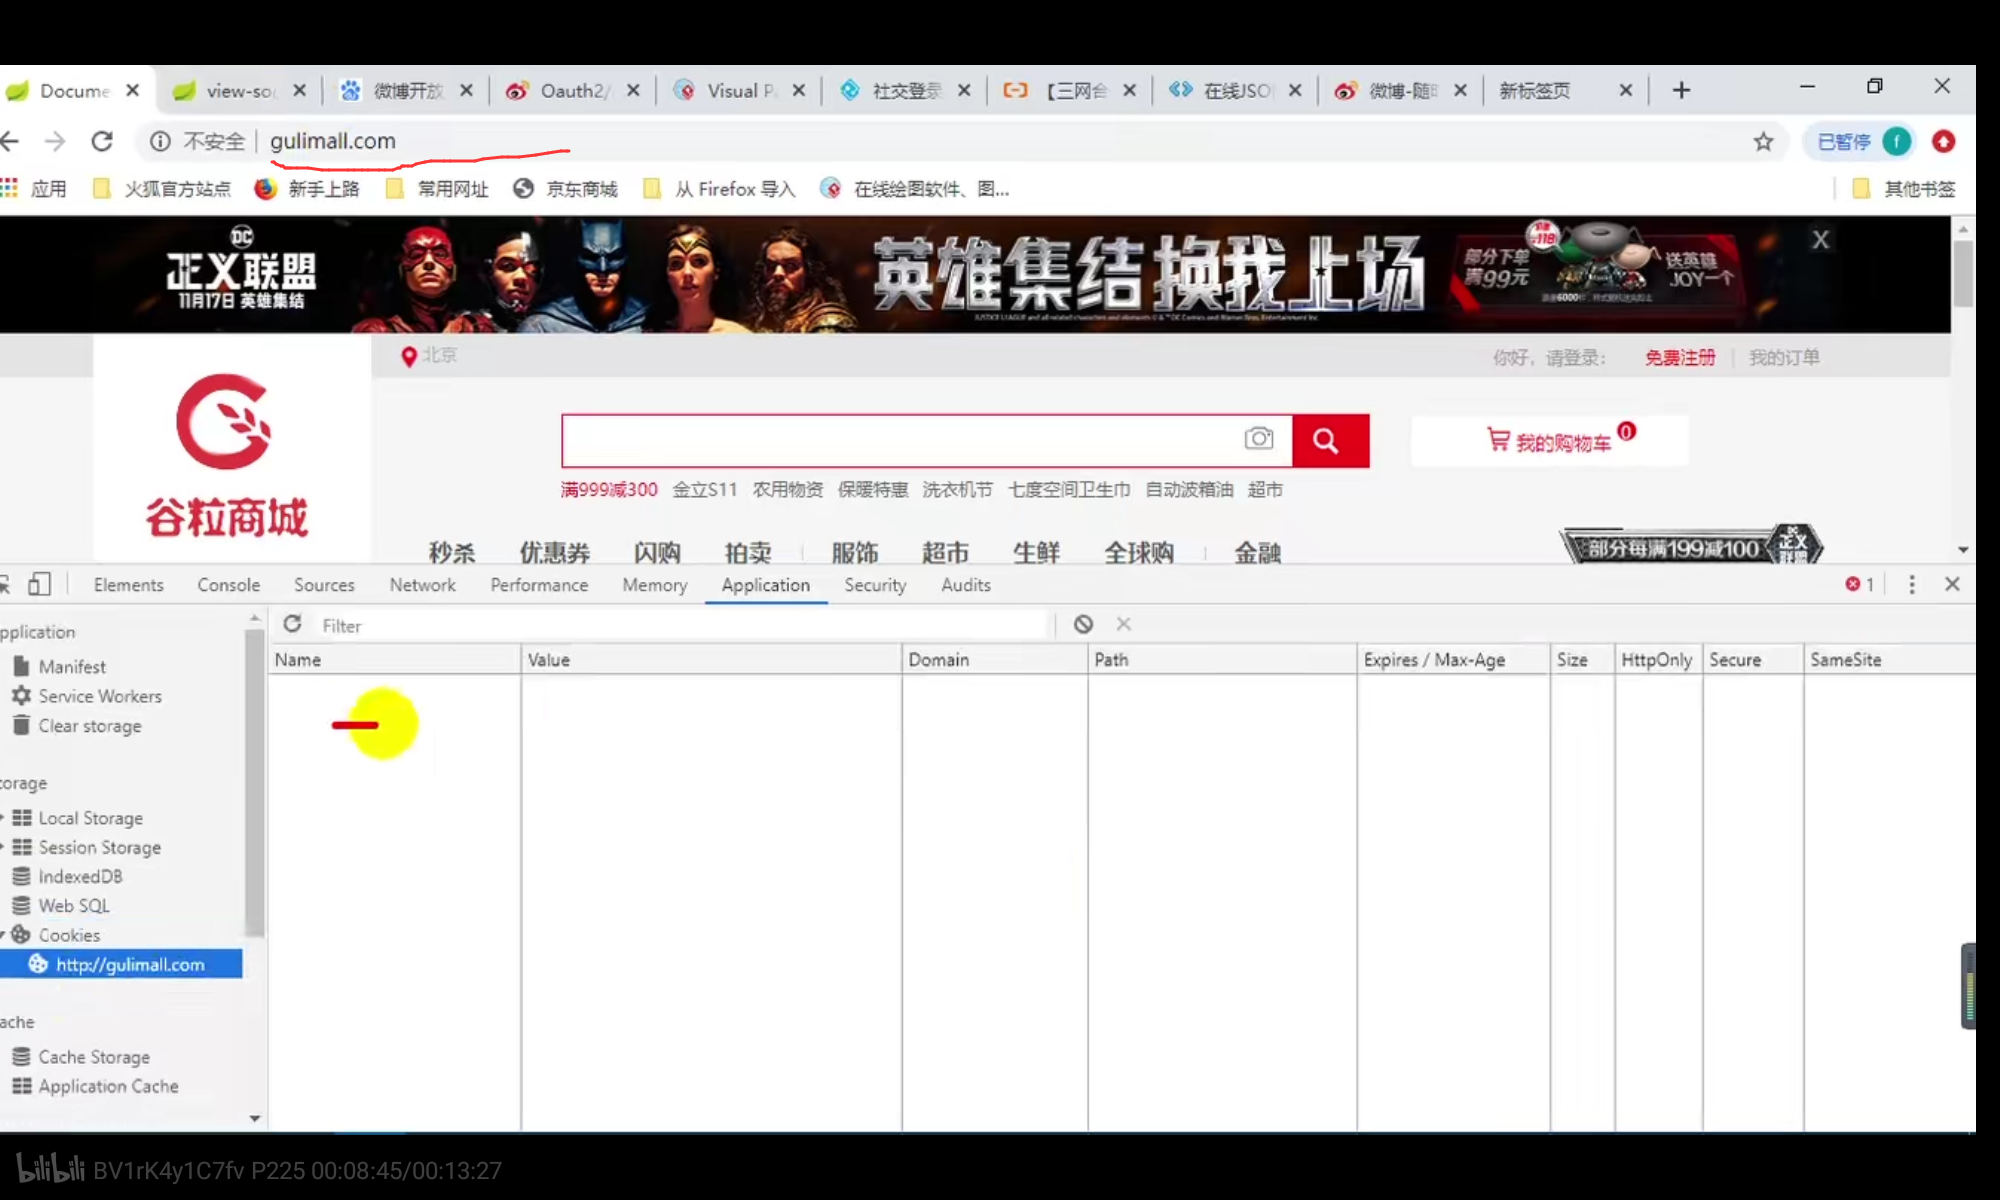 Docume view-so 微博开放 Oauth2/ Visual P 社交登录 【三网合 在线JSO 微博-随 新标签页
不安全 gulimall.com 已暂停 f
应用 火狐官方站点 新手上路 常用网址 京东商城 从 Firefox 导入 在线绘图软件、图... 其他书签
DC
正义联盟
11月17日 英雄集结
英雄集结 换我上场
部分下单
满99元
送英雄
JOY一个
X
北京 你好，请登录： 免费注册 我的订单
我的购物车 0
满999减300 金立S11 农用物资 保暖特惠 洗衣机节 七度空间卫生巾 自动波箱油 超市
谷粒商城
秒杀 优惠券 闪购 拍卖 服饰 超市 生鲜 全球购 金融
部分每满199减100 正义联盟
Elements Console Sources Network Performance Memory Application Security Audits 1
Filter
Name Value Domain Path Expires / Max-Age Size HttpOnly Secure SameSite
pplication
Manifest
Service Workers
Clear storage
torage
Local Storage
Session Storage
IndexedDB
Web SQL
Cookies
http://gulimall.com
ache
Cache Storage
Application Cache
bilibili BV1rK4y1C7fv P225 00:08:45/00:13:27